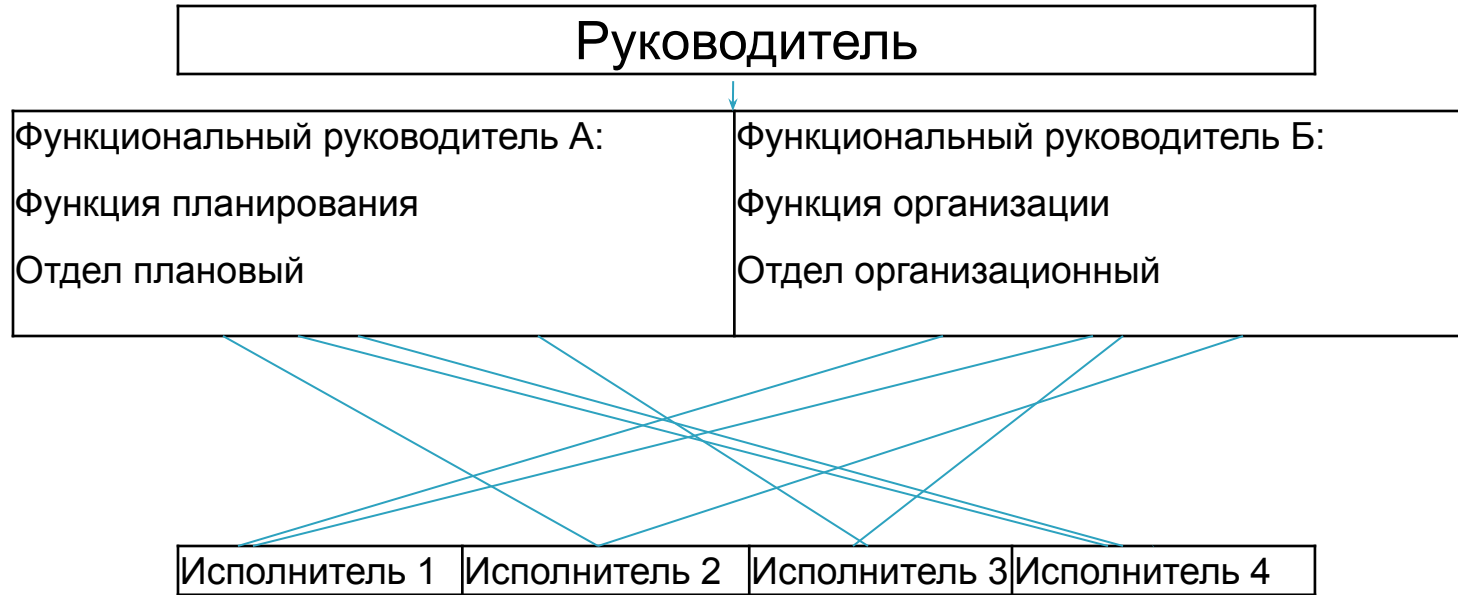 Руководитель
Функциональный руководитель А:
Функция планирования
Отдел плановый
Функциональный руководитель Б:
Функция организации
Отдел организационный
Исполнитель 1
Исполнитель 2
Исполнитель 3
Исполнитель 4